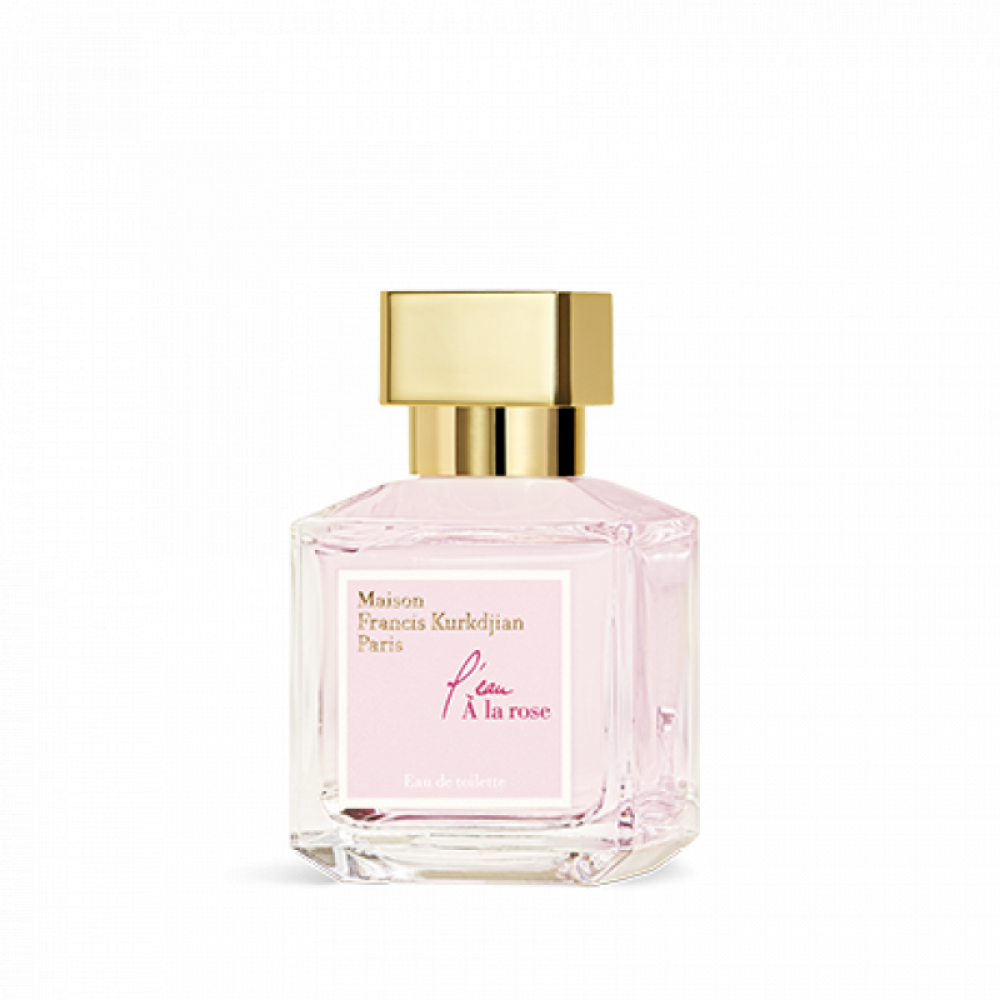 Maison
Francis Kurkdjian
Paris
l'eau
À la rose
Eau de toilette